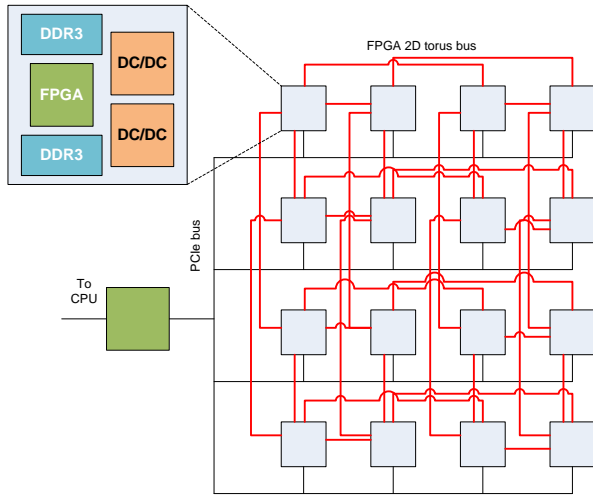 DDR3
DC/DC
FPGA
DC/DC
DDR3
FPGA 2D torus bus
PCIe bus
To
CPU